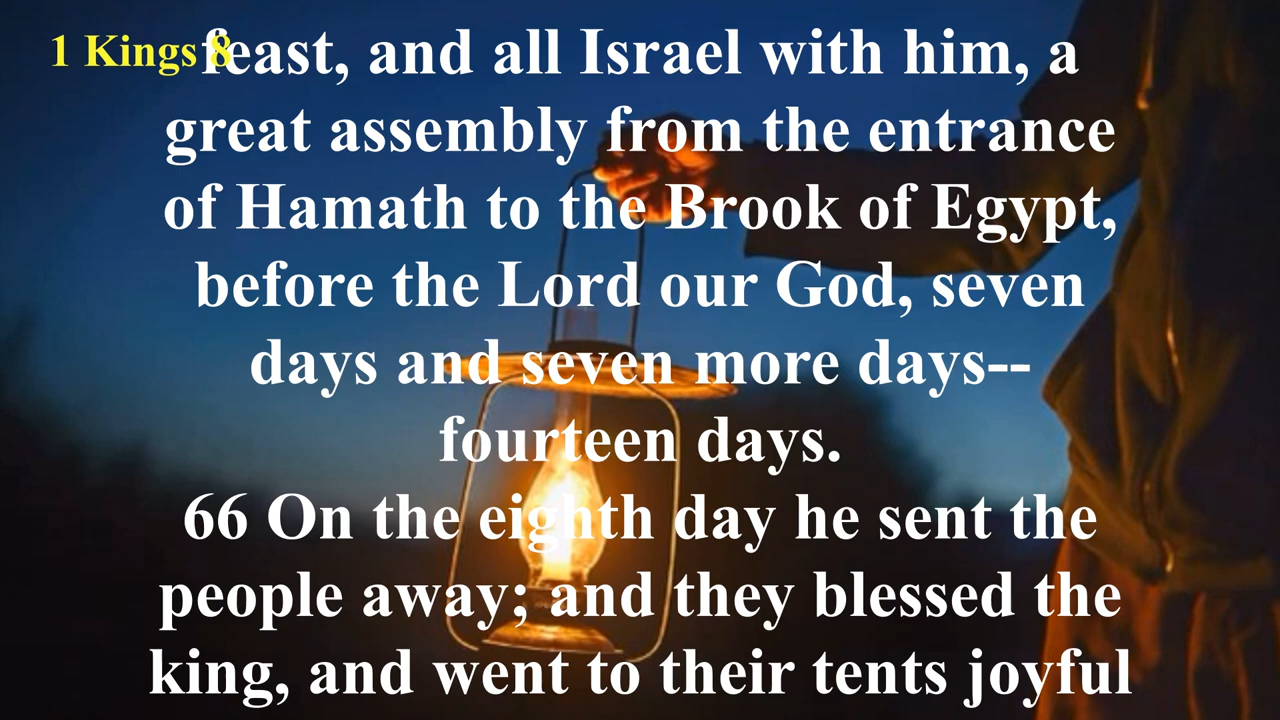 1 Kings 8
feast, and all Israel with him, a
great assembly from the entrance
of Hamath to the Brook of Egypt,
before the Lord our God, seven
days and seven more days--
fourteen days.
66 On the eighth day he sent the
people away; and they blessed the
king, and went to their tents joyful